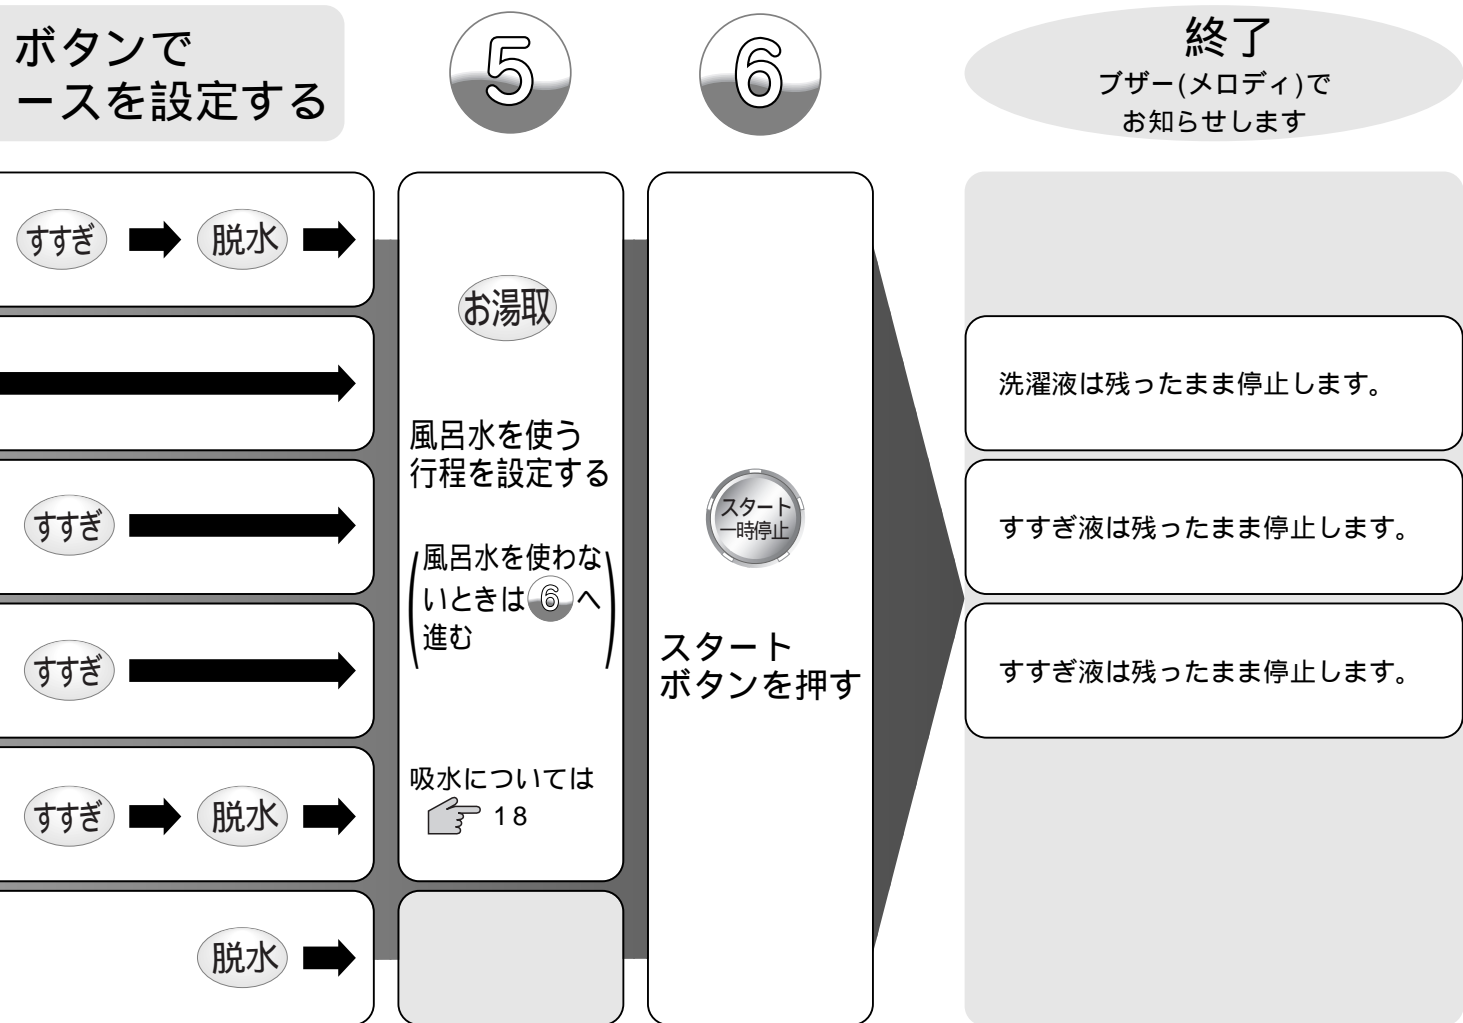 ボタンで
ースを設定する
5
6
終了
ブザー(メロディ)で
お知らせします
すすぎ
脱水
すすぎ
すすぎ
すすぎ
脱水
脱水
お湯取
風呂水を使う
行程を設定する
(風呂水を使わな
いときは6へ
進む)
吸水については
18
スタート
一時停止
スタート
ボタンを押す
洗濯液は残ったまま停止します。
すすぎ液は残ったまま停止します。
すすぎ液は残ったまま停止します。